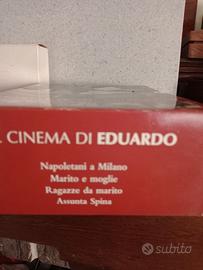 . CINEMA DI EDUARDO
Napoletani a Milano
Marito e moglie
Ragazze da marito
Assunta Spina
subito